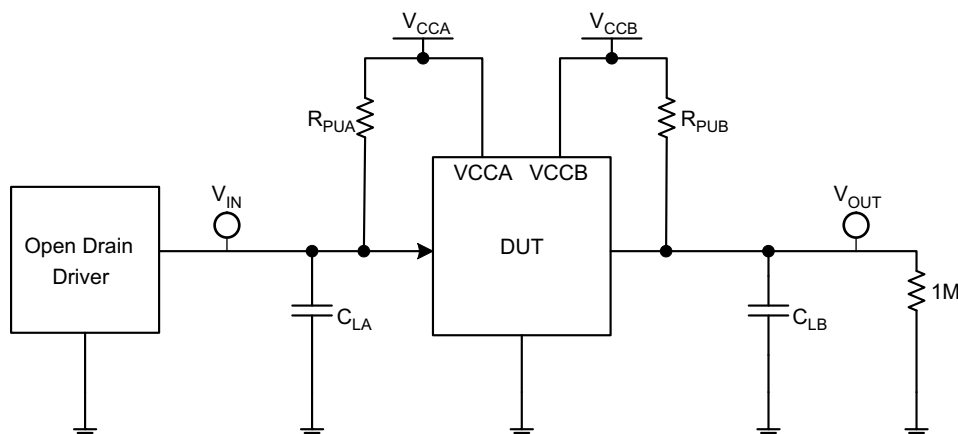 VCCA
VCCB
RPUA
RPUB
VCCA VCCB
VIN
VOUT
Open Drain
Driver
DUT
1M
CLA
CLB